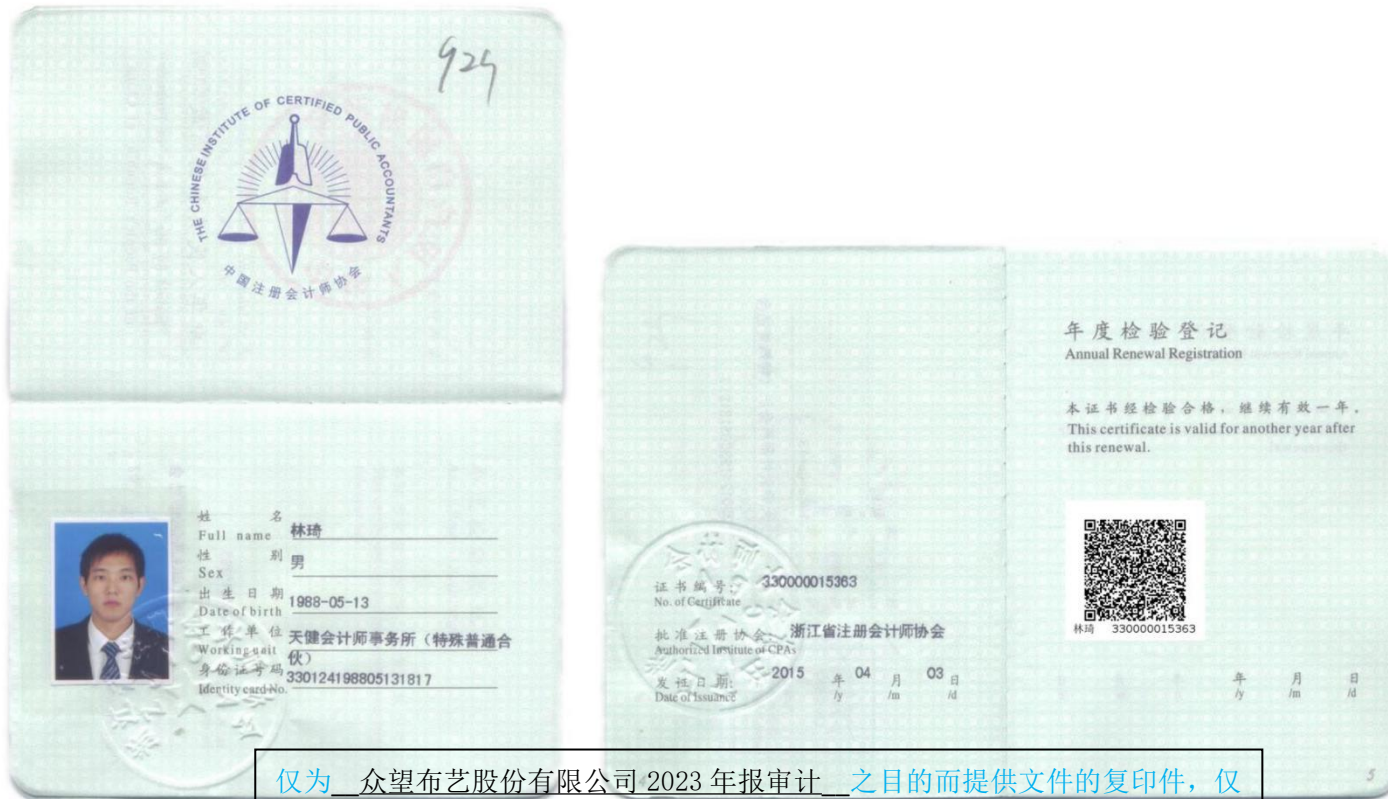 924
THE CHINESE INSTITUTE OF CERTIFIED PUBLIC ACCOUNTANTS
中国注册会计师协会
姓 名 林琦
Full name
性 别 男
Sex
出生日期 1988-05-13
Date of birth
工作单位 天健会计师事务所（特殊普通合
Working unit 伙）
身份证号码 330124198805131817
Identity card No.
证书编号: 330000015363
No. of Certificate
批准注册协会: 浙江省注册会计师协会
Authorized Institute of CPAs
发证日期: 2015 年 04 月 03 日
Date of Issuance /y /m /d
年度检验登记
Annual Renewal Registration
本证书经检验合格，继续有效一年。
This certificate is valid for another year after
this renewal.
林琦 330000015363
年 月 日
/y /m /d
5
仅为__众望布艺股份有限公司 2023 年报审计__之目的而提供文件的复印件，仅